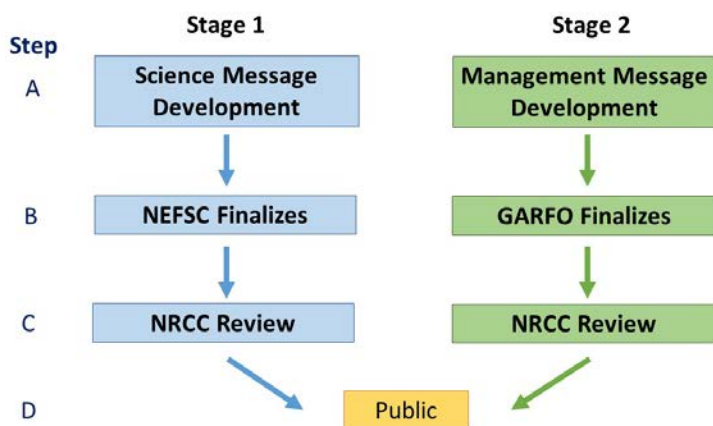 Stage 1
Stage 2
Step
A
Science Message
Development
Management Message
Development
B
NEFSC Finalizes
GARFO Finalizes
C
NRCC Review
NRCC Review
D
Public